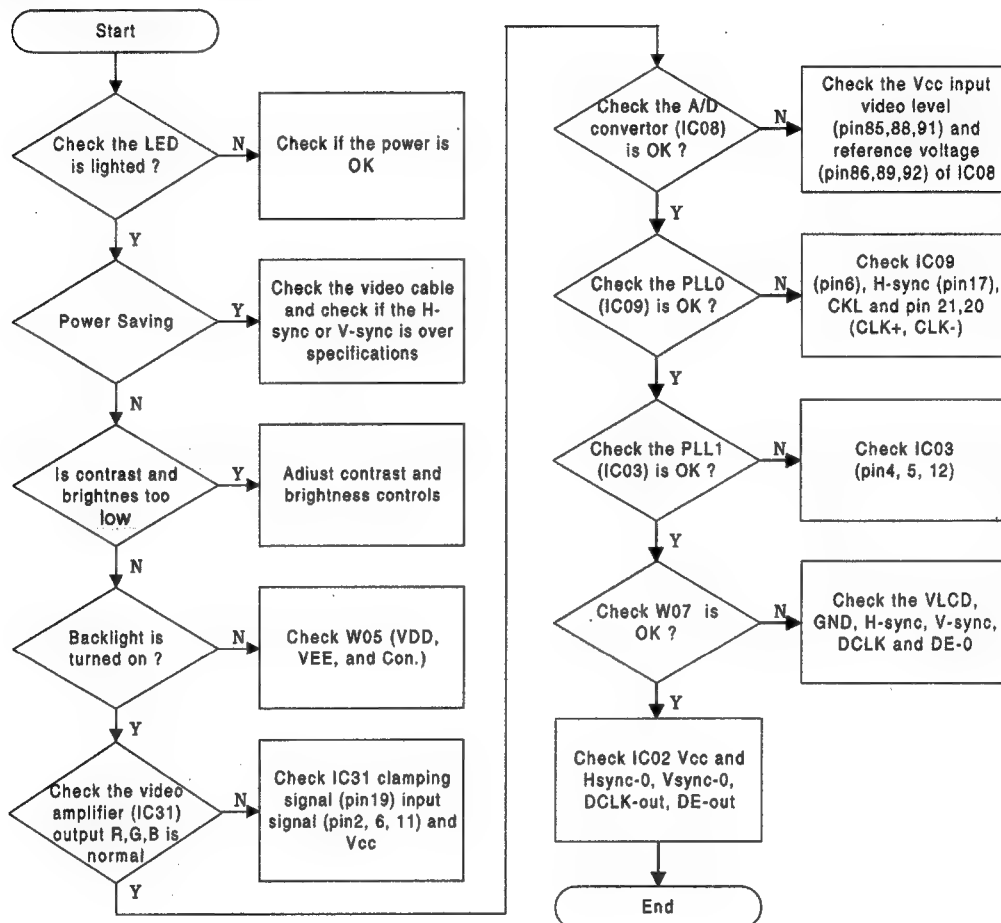 Start
Check the LED
is lighted ?
N
Check if the power is
OK
Y
Power Saving
Y
Check the video cable
and check if the H-
sync or V-sync is over
specifications
N
Is contrast and
brightnes too
low
Y
Adjust contrast and
brightness controls
N
Backlight is
turned on ?
N
Check W05 (VDD,
VEE, and Con.)
Y
Check the video
amplifier (IC31)
output R,G,B is
normal
N
Check IC31 clamping
signal (pin19) input
signal (pin2, 6, 11) and
Vcc
Y
Check the A/D
convertor (IC08)
is OK ?
N
Check the Vcc input
video level
(pin85,88,91) and
reference voltage
(pin86,89,92) of IC08
Y
Check the PLL0
(IC09) is OK ?
N
Check IC09
(pin6), H-sync (pin17),
CKL and pin 21,20
(CLK+, CLK-)
Y
Check the PLL1
(IC03) is OK ?
N
Check IC03
(pin4, 5, 12)
Y
Check W07 is
OK ?
N
Check the VLCD,
GND, H-sync, V-sync,
DCLK and DE-0
Y
Check IC02 Vcc and
Hsync-0, Vsync-0,
DCLK-out, DE-out
End